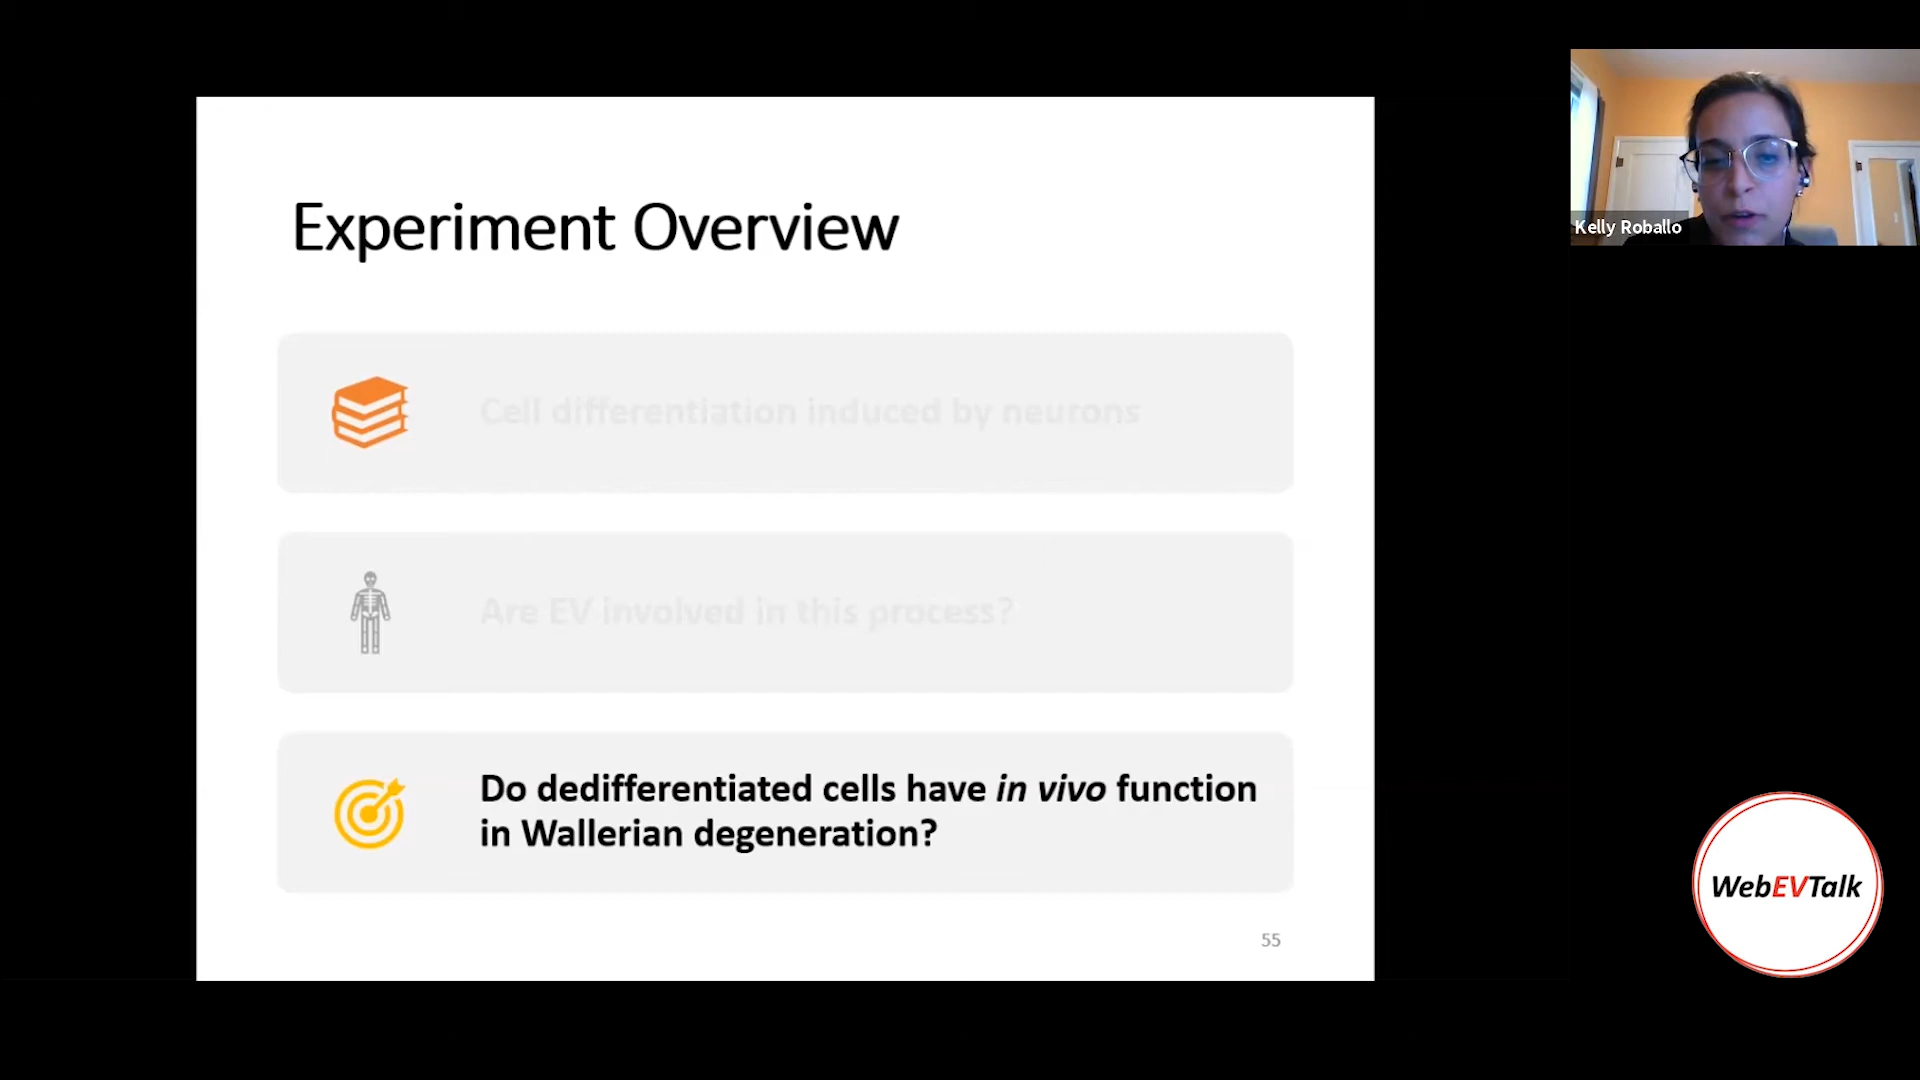 Experiment Overview
Cell differentiation induced by neurons
Are EV involved in this process?
Do dedifferentiated cells have in vivo function
in Wallerian degeneration?
55
Kelly Roballo
WebEVTalk